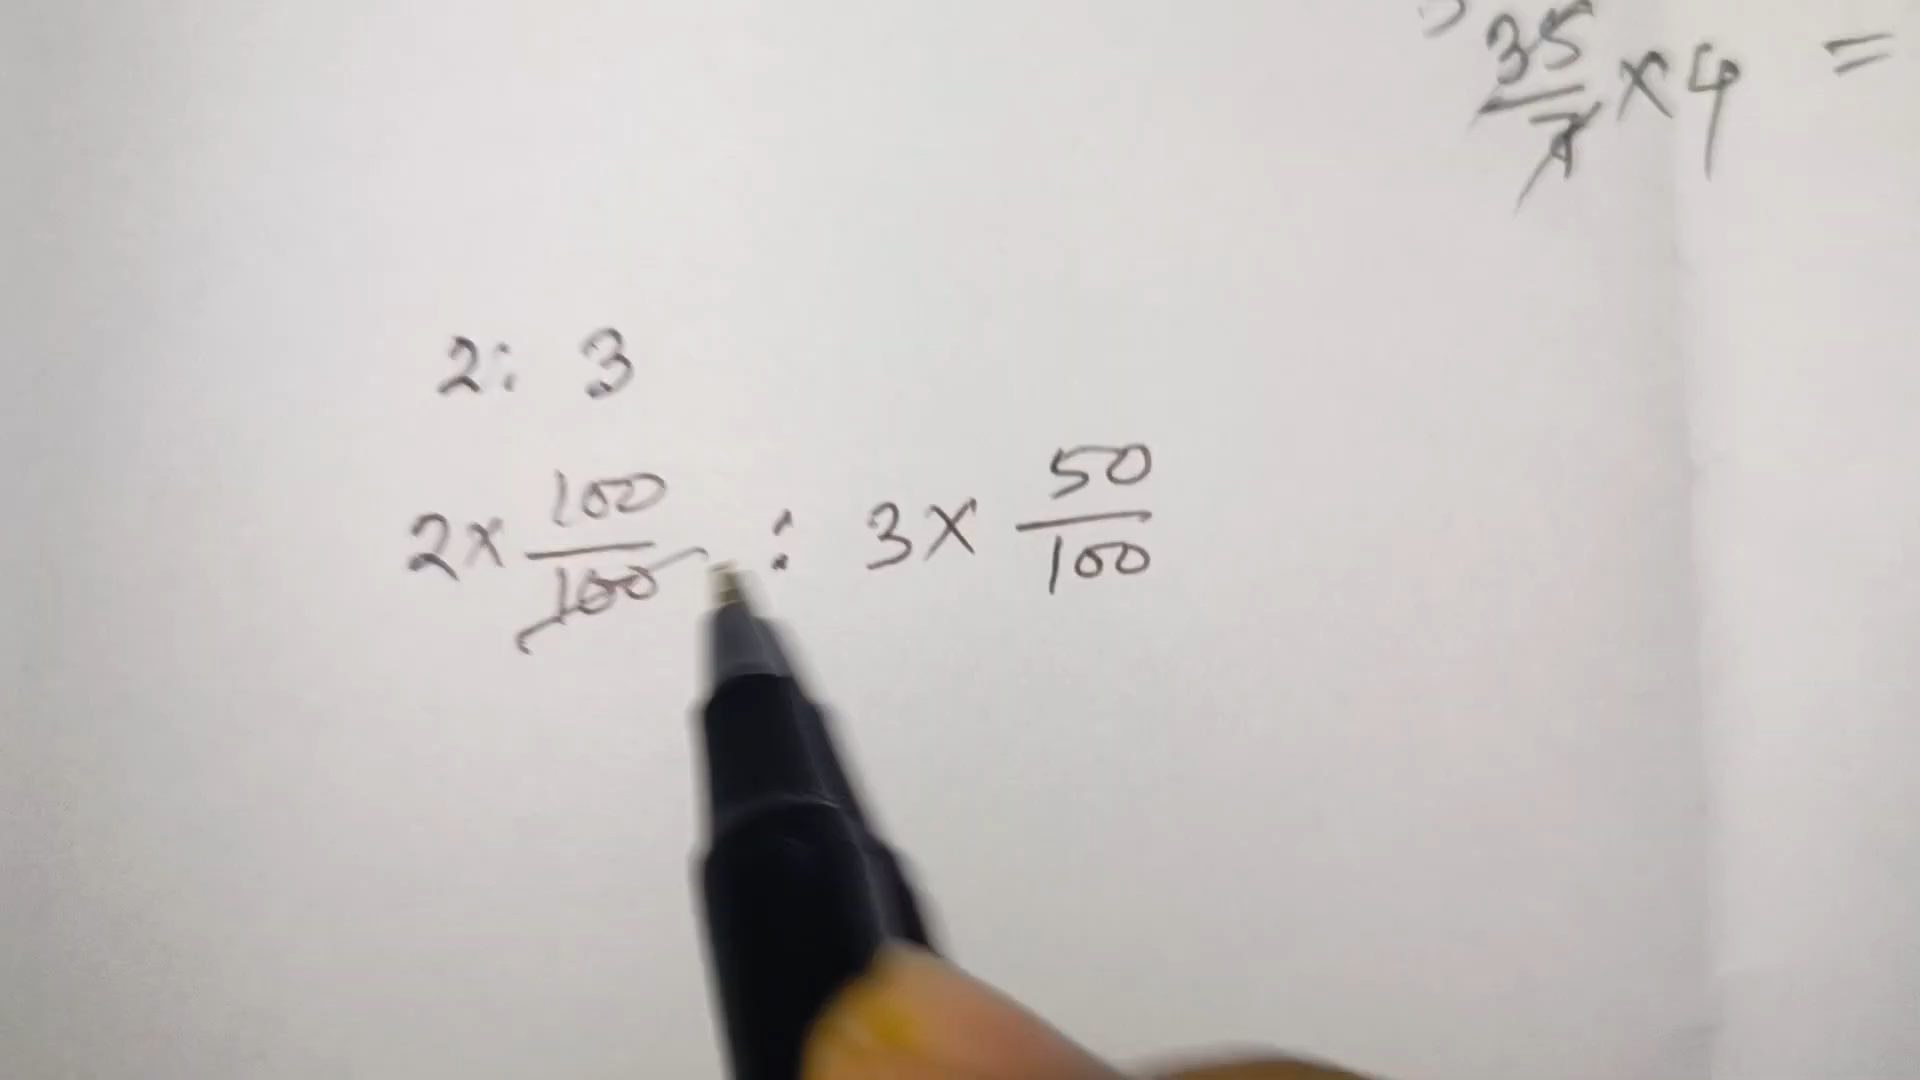 35/7 × 4 =
2 : 3
2 × 100/100 : 3 × 50/100